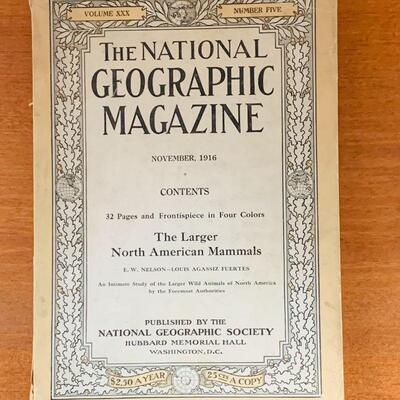 VOLUME XXX NUMBER FIVE
THE NATIONAL
GEOGRAPHIC
MAGAZINE
NOVEMBER, 1916
CONTENTS
32 Pages and Frontispiece in Four Colors
The Larger
North American Mammals
E. W. NELSON—LOUIS AGASSIZ FUERTES
An Intimate Study of the Larger Wild Animals of North America
by the Foremost Authorities
PUBLISHED BY THE
NATIONAL GEOGRAPHIC SOCIETY
HUBBARD MEMORIAL HALL
WASHINGTON, D.C.
$2.50 A YEAR 25CTS A COPY